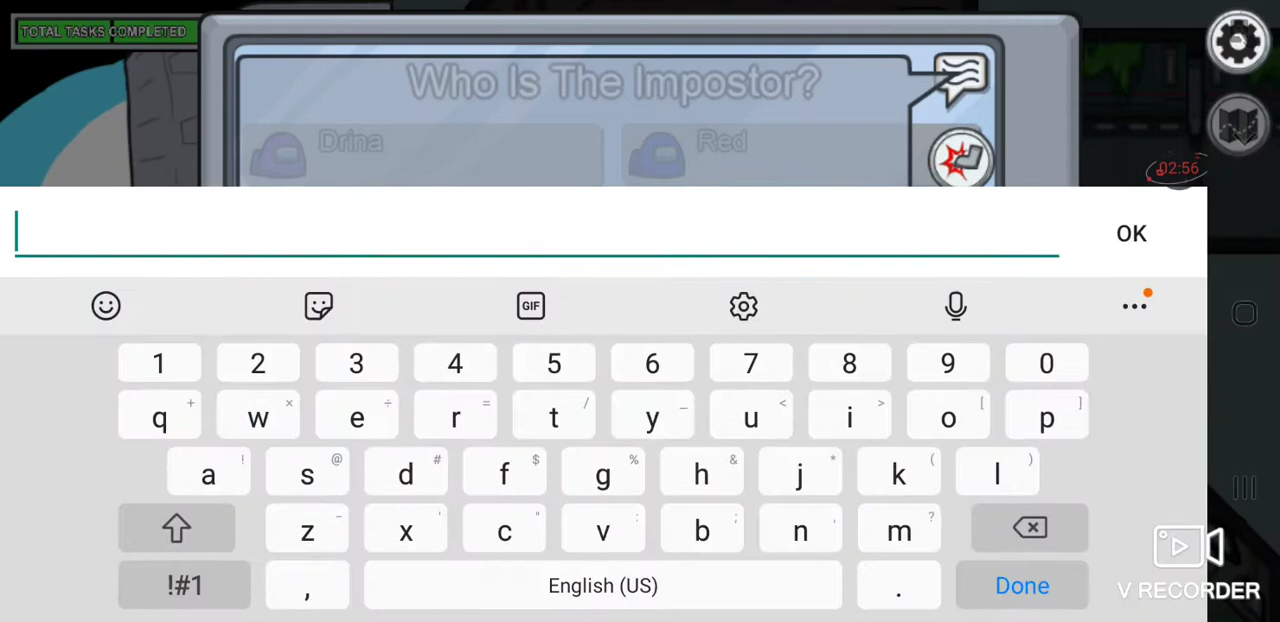 TOTAL TASKS COMPLETED
Who Is The Impostor?
Drina
Red
02:56
OK
GIF
1 2 3 4 5 6 7 8 9 0
q + w × e ÷ r = t / y _ u < i > o [ p ]
a ! s @ d # f $ g % h & j * k ( l )
z - x ' c " v : b ; n , m ?
!#1 , English (US) . Done
V RECORDER